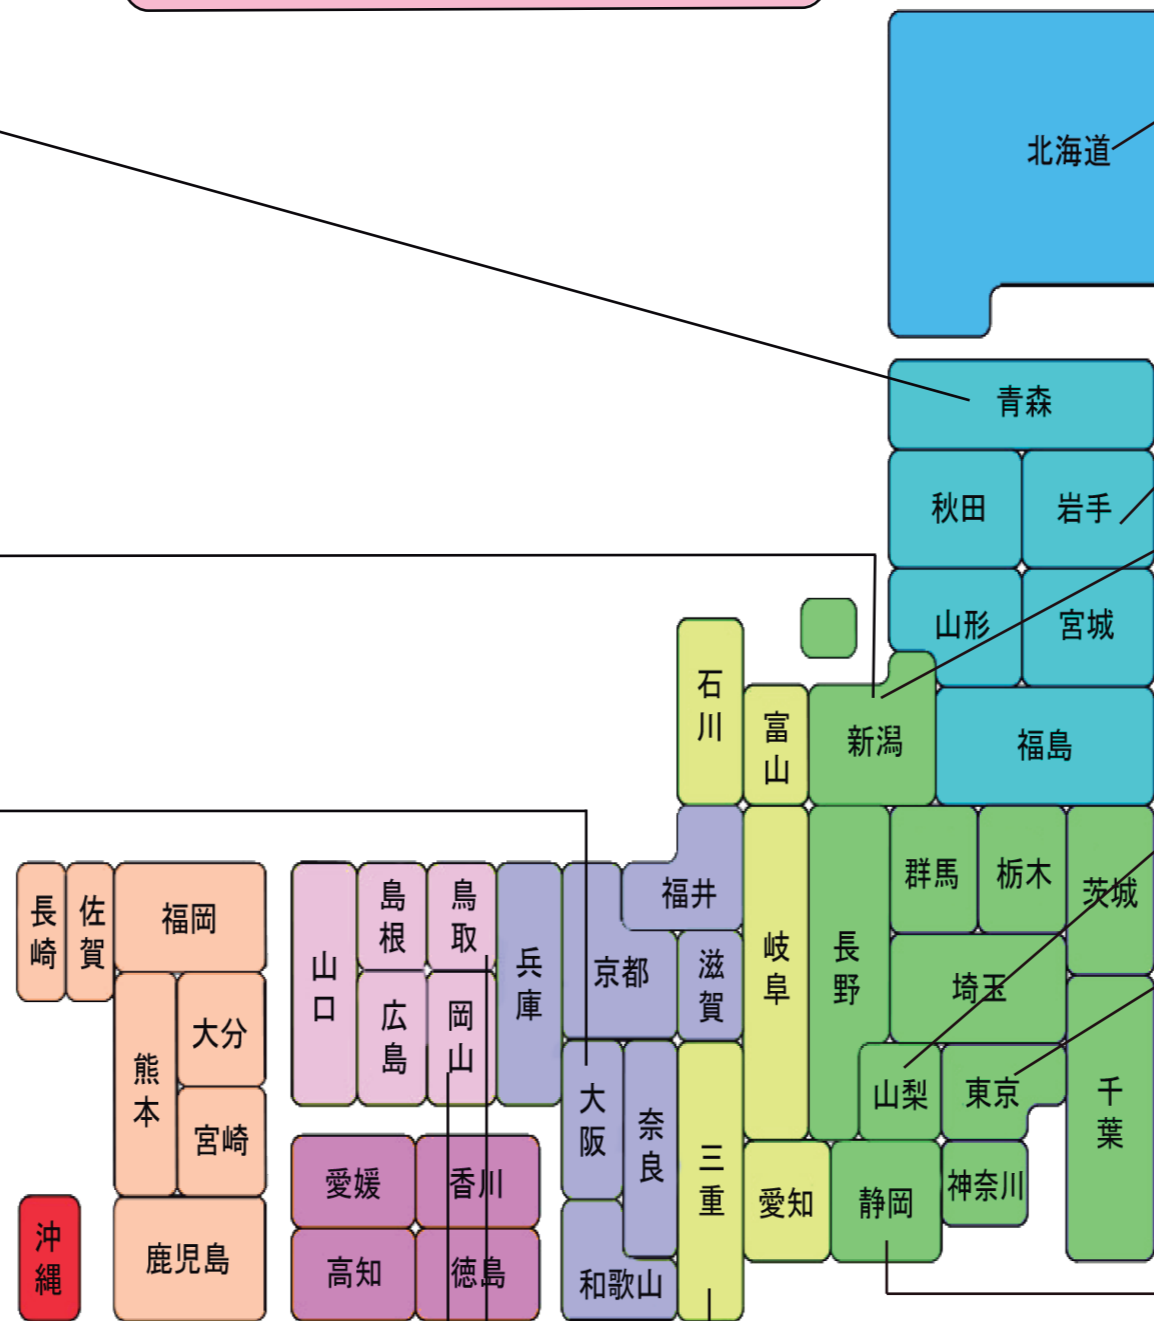 北海道
青森
秋田
岩手
山形
宮城
石川
富山
新潟
福島
群馬
栃木
茨城
福井
長崎
佐賀
福岡
島根
鳥取
兵庫
京都
滋賀
岐阜
長野
埼玉
山口
広島
岡山
大分
熊本
宮崎
大阪
奈良
三重
山梨
東京
千葉
愛媛
香川
愛知
静岡
神奈川
沖縄
鹿児島
高知
徳島
和歌山